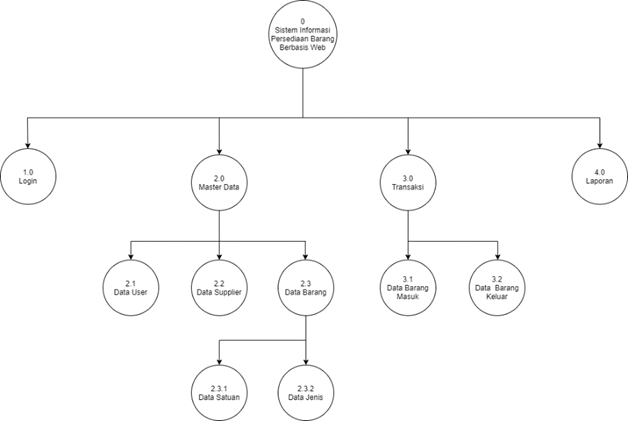 0
Sistem Informasi
Persediaan Barang
Berbasis Web
1.0
Login
2.0
Master Data
3.0
Transaksi
4.0
Laporan
2.1
Data User
2.2
Data Supplier
2.3
Data Barang
3.1
Data Barang
Masuk
3.2
Data Barang
Keluar
2.3.1
Data Satuan
2.3.2
Data Jenis